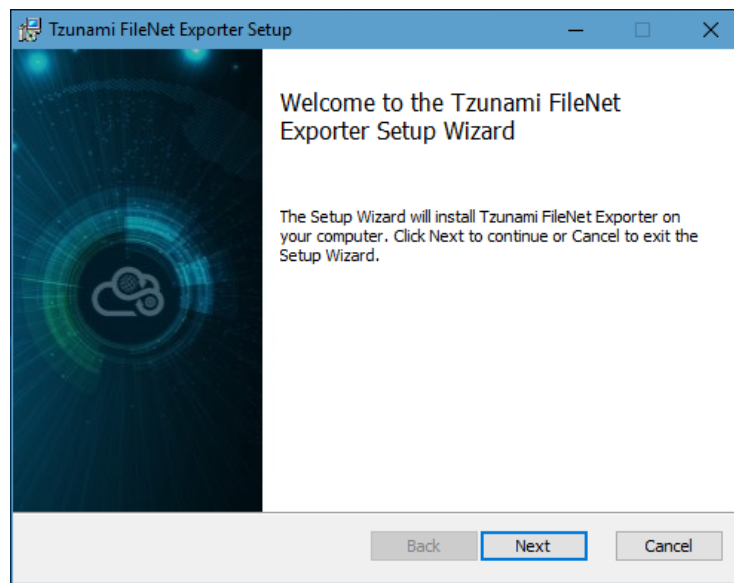 Tzunami FileNet Exporter Setup
Welcome to the Tzunami FileNet
Exporter Setup Wizard
The Setup Wizard will install Tzunami FileNet Exporter on
your computer. Click Next to continue or Cancel to exit the
Setup Wizard.
Back Next Cancel